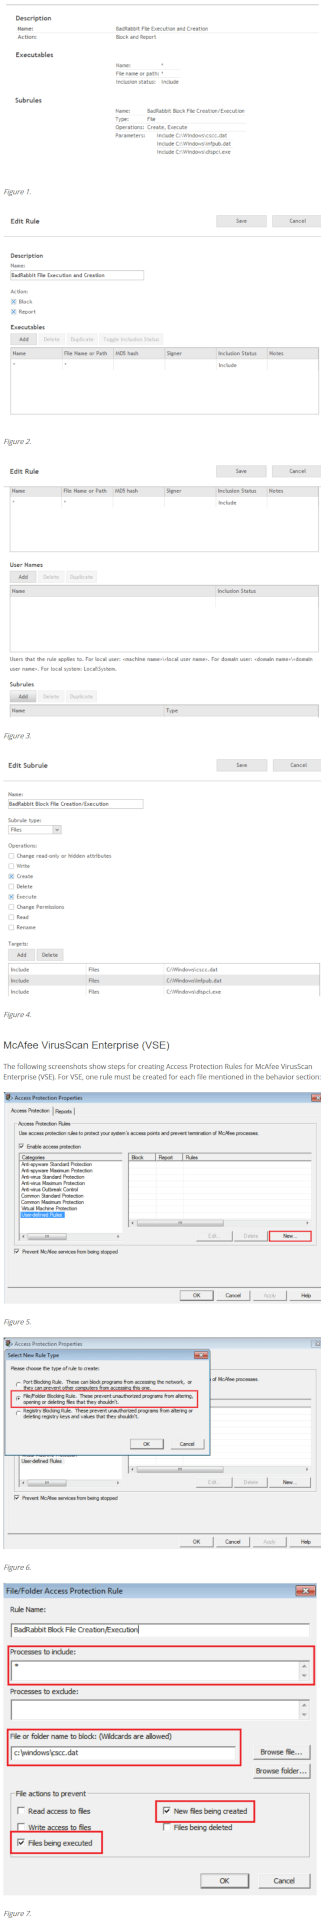 Description
Name: BadRabbit File Execution and Creation
Action: Block and Report
Executables
Name: *
File name or path: *
Inclusion status: Include
Subrules
Name: BadRabbit Block File Creation/Execution
Type: File
Operations: Create, Execute
Parameters: Include C:\Windows\cscc.dat
Include C:\Windows\infpub.dat
Include C:\Windows\dispci.exe
Figure 1.
Edit Rule Save Cancel
Description
Name:
BadRabbit File Execution and Creation
Action:
Block
Report
Executables
Add Delete Duplicate Toggle Inclusion Status
Name File Name or Path MD5 hash Signer Inclusion Status Notes
* * Include
Figure 2.
Edit Rule Save Cancel
Name File Name or Path MD5 hash Signer Inclusion Status Notes
* * Include
User Names
Add Delete Duplicate
Name Inclusion Status
Users that the rule applies to. For local user: <machine name>\<local user name>. For domain user: <domain name>\<domain
user name>. For local system: Local\System.
Subrules
Add Delete Duplicate
Name Type
Figure 3.
Edit Subrule Save Cancel
Name:
BadRabbit Block File Creation/Execution
Subrule type:
Files
Operations:
Change read-only or hidden attributes
Write
Create
Delete
Execute
Change Permissions
Read
Rename
Targets:
Add Delete
Include Files C:\Windows\cscc.dat
Include Files C:\Windows\infpub.dat
Include Files C:\Windows\dispci.exe
Figure 4.
McAfee VirusScan Enterprise (VSE)
The following screenshots show steps for creating Access Protection Rules for McAfee VirusScan
Enterprise (VSE). For VSE, one rule must be created for each file mentioned in the behavior section:
Access Protection Properties
Access Protection Reports
Access Protection Rules
Use access protection rules to protect your system's access points and prevent termination of McAfee processes.
Enable access protection
Categories Block Report Rules
Anti-spyware Standard Protection
Anti-spyware Maximum Protection
Anti-virus Standard Protection
Anti-virus Maximum Protection
Anti-virus Outbreak Control
Common Standard Protection
Common Maximum Protection
Virtual Machine Protection
User-defined Rules
Edit... Delete New...
Prevent McAfee services from being stopped
OK Cancel Apply Help
Figure 5.
Access Protection Properties
Select New Rule Type
Please choose the type of rule to create:
Port Blocking Rule. These can block programs from accessing the network, or
they can prevent other computers from accessing this one.
File/Folder Blocking Rule. These prevent unauthorized programs from altering,
opening or deleting files that they shouldn't.
Registry Blocking Rule. These prevent unauthorized programs from altering or
deleting registry keys and values that they shouldn't.
OK Cancel
of McAfee processes.
User-defined Rules
Edit... Delete New...
Prevent McAfee services from being stopped
OK Cancel Apply Help
Figure 6.
File/Folder Access Protection Rule
Rule Name:
BadRabbit Block File Creation/Execution
Processes to include:
*
Processes to exclude:
File or folder name to block: (Wildcards are allowed)
c:\windows\cscc.dat
Browse file...
Browse folder...
File actions to prevent
Read access to files New files being created
Write access to files Files being deleted
Files being executed
OK Cancel
Figure 7.